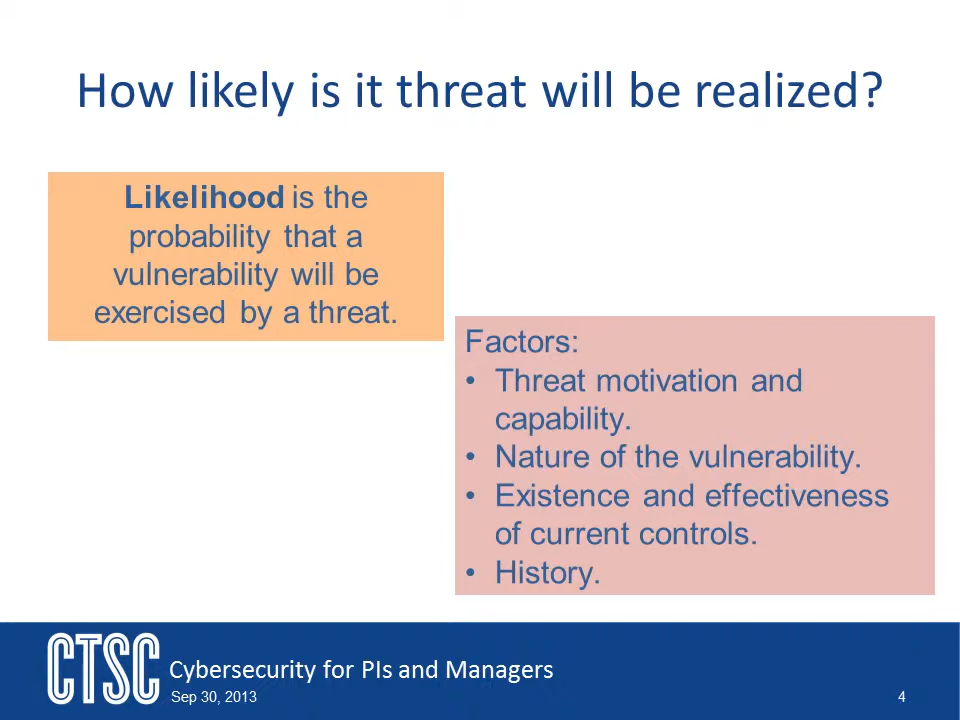 How likely is it threat will be realized?
Likelihood is the
probability that a
vulnerability will be
exercised by a threat.
Factors:
• Threat motivation and
capability.
• Nature of the vulnerability.
• Existence and effectiveness
of current controls.
• History.
CTSC
Cybersecurity for PIs and Managers
Sep 30, 2013
4